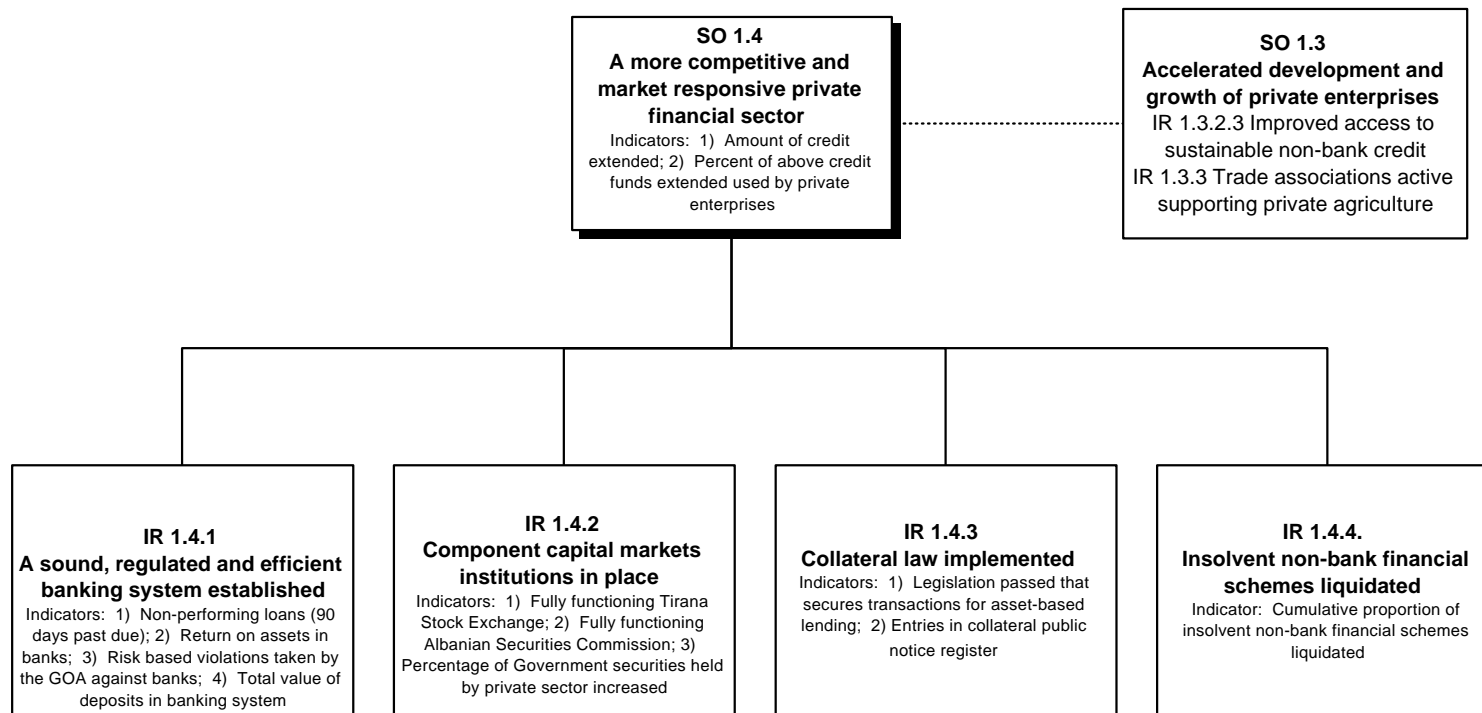 SO 1.4
A more competitive and
market responsive private
financial sector
Indicators:  1)  Amount of credit
extended; 2)  Percent of above credit
funds extended used by private
enterprises
SO 1.3
Accelerated development and
growth of private enterprises
IR 1.3.2.3 Improved access to
sustainable non-bank credit
IR 1.3.3 Trade associations active
supporting private agriculture
IR 1.4.1
A sound, regulated and efficient
banking system established
Indicators:  1)  Non-performing loans (90
days past due); 2)  Return on assets in
banks;  3)  Risk based violations taken by
the GOA against banks;  4)  Total value of
deposits in banking system
IR 1.4.2
Component capital markets
institutions in place
Indicators:  1)  Fully functioning Tirana
Stock Exchange;  2)  Fully functioning
Albanian Securities Commission;  3)
Percentage of Government securities held
by private sector increased
IR 1.4.3
Collateral law implemented
Indicators:  1)  Legislation passed that
secures transactions for asset-based
lending;  2) Entries in collateral public
notice register
IR 1.4.4.
Insolvent non-bank financial
schemes liquidated
Indicator:  Cumulative proportion of
insolvent non-bank financial schemes
liquidated